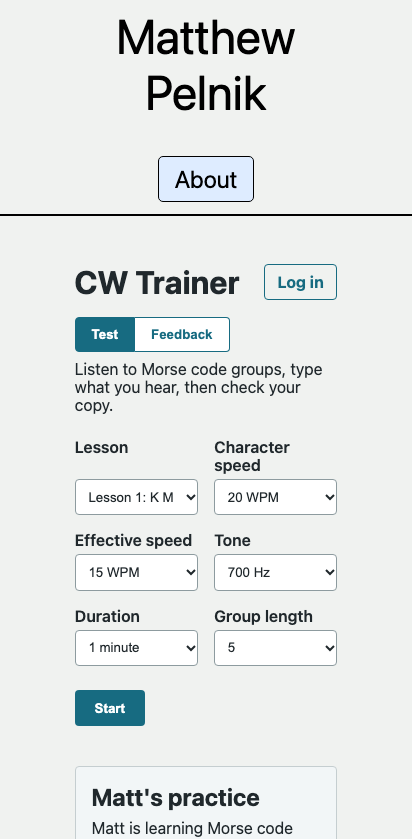 Matthew
Pelnik
About
CW Trainer
Log in
Test
Feedback
Listen to Morse code groups, type
what you hear, then check your
copy.
Lesson
Character
speed
Lesson 1: K M
20 WPM
Effective speed
Tone
15 WPM
700 Hz
Duration
Group length
1 minute
5
Start
Matt's practice
Matt is learning Morse code